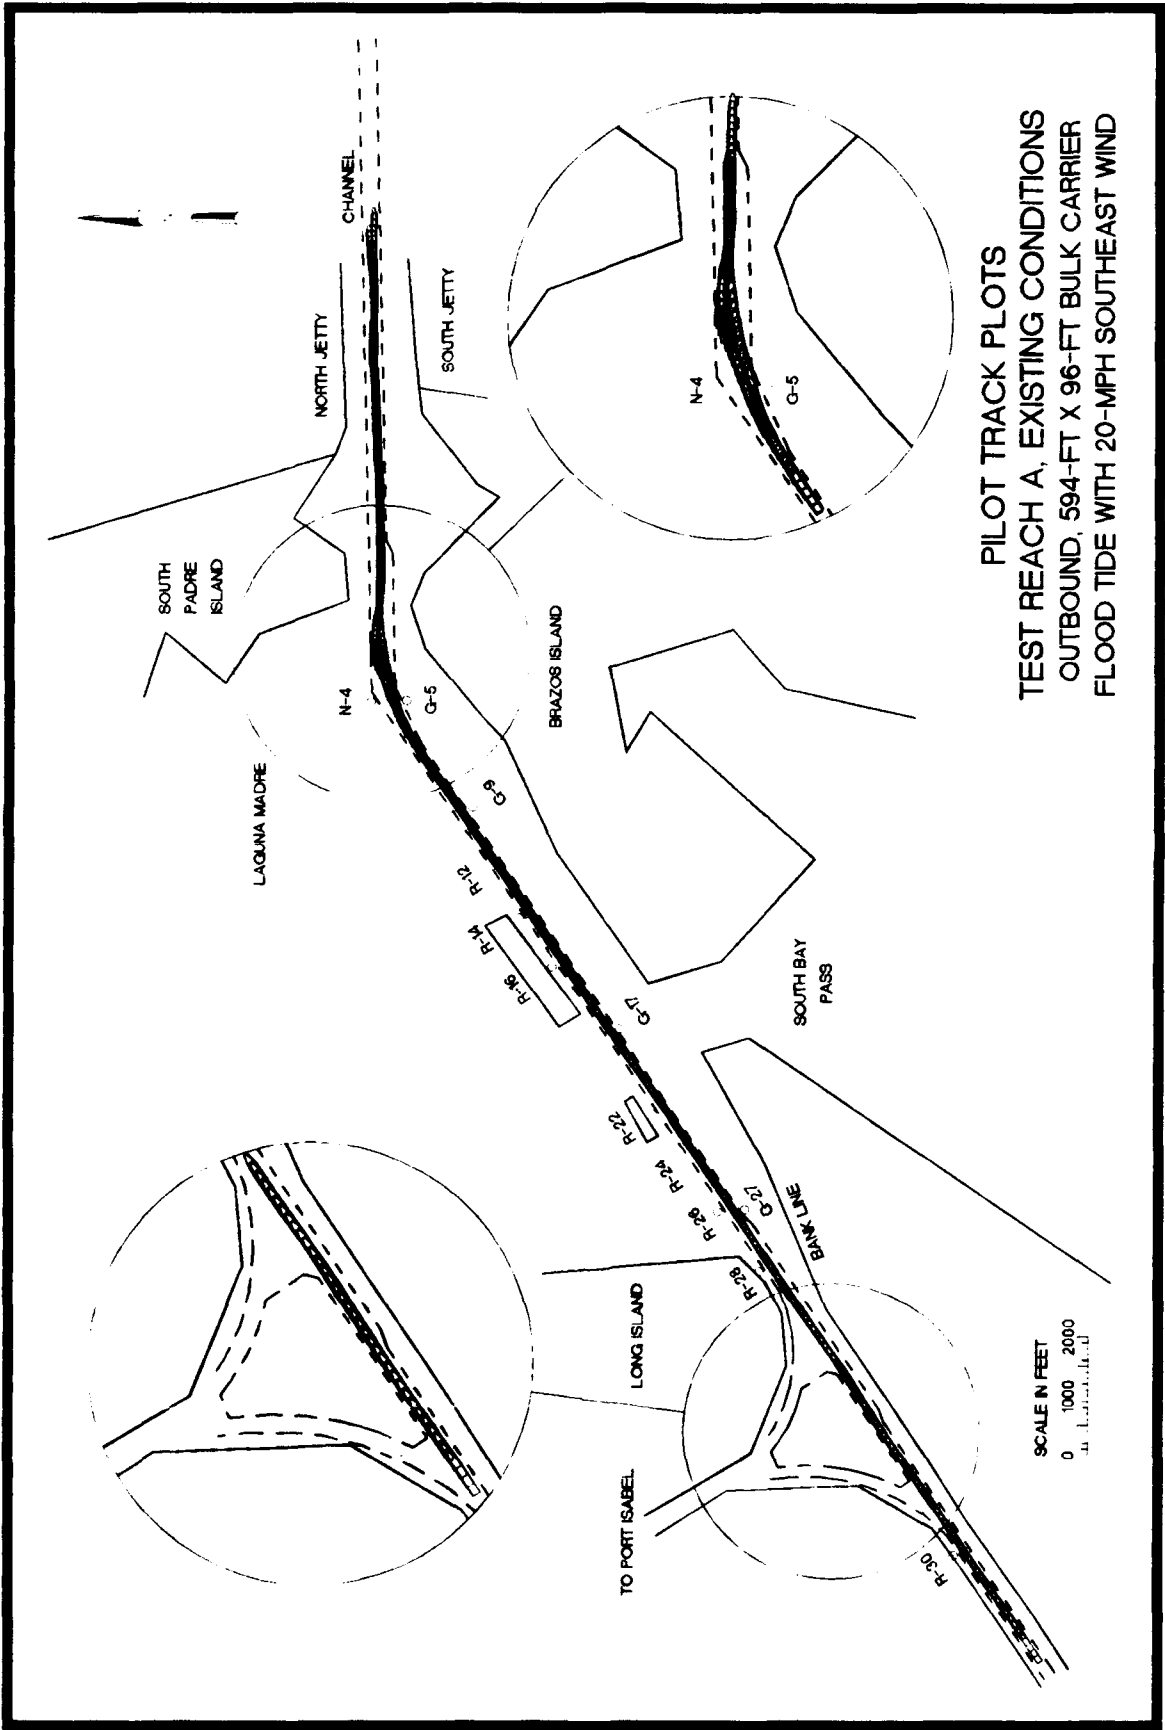 CHANNEL
NORTH JETTY
SOUTH JETTY
SOUTH
PADRE
ISLAND
LAGUNA MADRE
N-4
G-5
BRAZOS ISLAND
G-9
R-12
R-14
R-16
G-17
SOUTH BAY
PASS
R-22
R-24
R-26
G-27
R-28
BANK LINE
LONG ISLAND
TO PORT ISABEL
R-30
N-4
G-5
SCALE IN FEET
0 1000 2000
PILOT TRACK PLOTS
TEST REACH A, EXISTING CONDITIONS
OUTBOUND, 594-FT X 96-FT BULK CARRIER
FLOOD TIDE WITH 20-MPH SOUTHEAST WIND